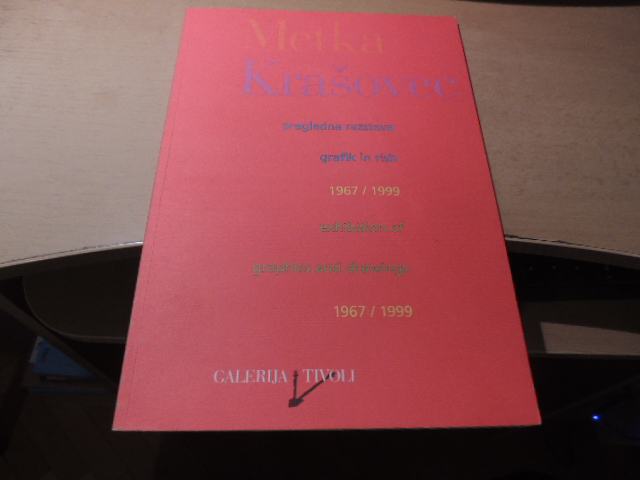 Metka
Krašovec
pregledna razstava
grafik in risb
1967 / 1999
exhibition of
graphics and drawings
1967 / 1999
GALERIJA TIVOLI